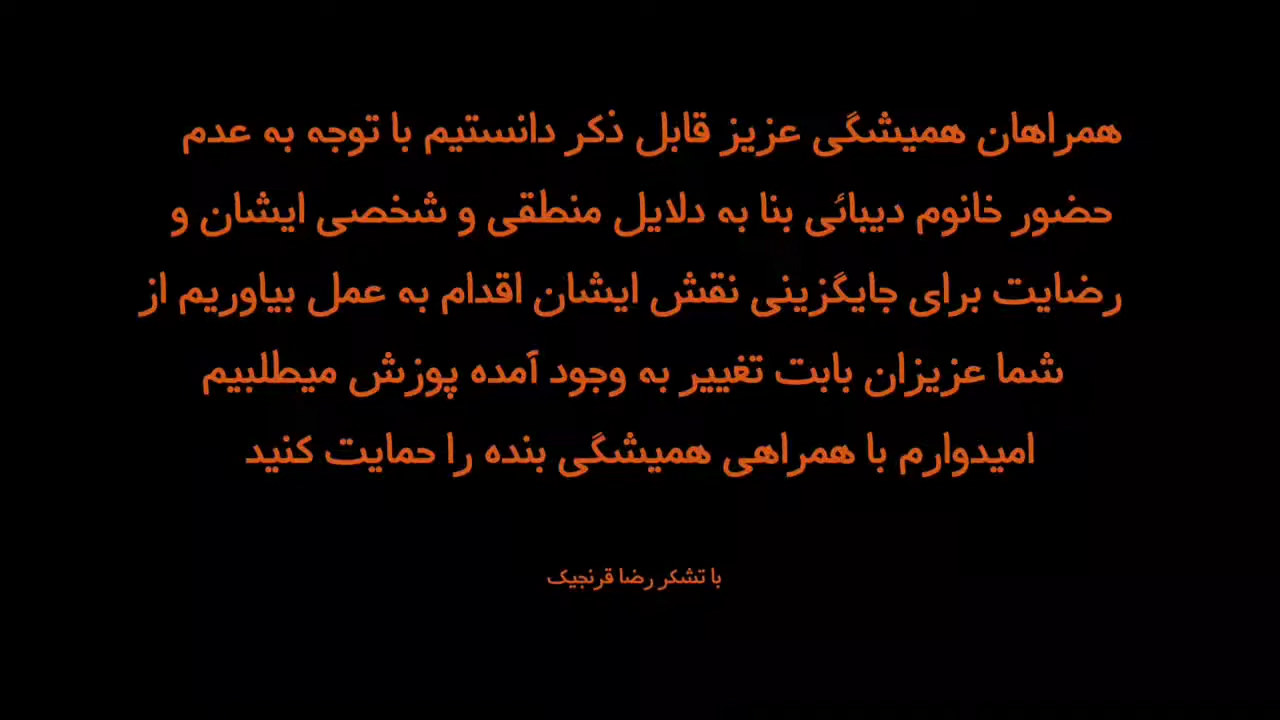 همراهان همیشگی عزیز قابل ذکر دانستیم با توجه به عدم
حضور خانوم دیبائی بنا به دلایل منطقی و شخصی ایشان و
رضایت برای جایگزینی نقش ایشان اقدام به عمل بیاوریم از
شما عزیزان بابت تغییر به وجود آمده پوزش میطلبیم
امیدوارم با همراهی همیشگی بنده را حمایت کنید
با تشکر رضا قرنجیک